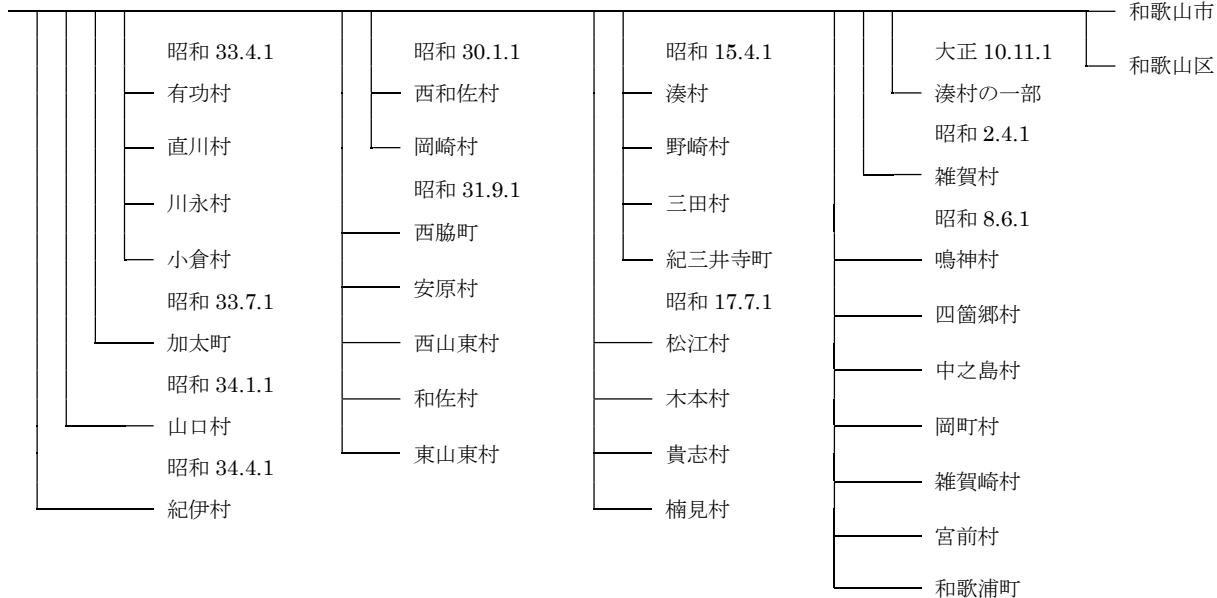 和歌山市
和歌山区
昭和 33.4.1
有功村
直川村
川永村
小倉村
昭和 33.7.1
加太町
昭和 34.1.1
山口村
昭和 34.4.1
紀伊村
昭和 30.1.1
西和佐村
岡崎村
昭和 31.9.1
西脇町
安原村
西山東村
和佐村
東山東村
昭和 15.4.1
湊村
野崎村
三田村
紀三井寺町
昭和 17.7.1
松江村
木本村
貴志村
楠見村
大正 10.11.1
湊村の一部
昭和 2.4.1
雑賀村
昭和 8.6.1
鳴神村
四箇郷村
中之島村
岡町村
雑賀崎村
宮前村
和歌浦町